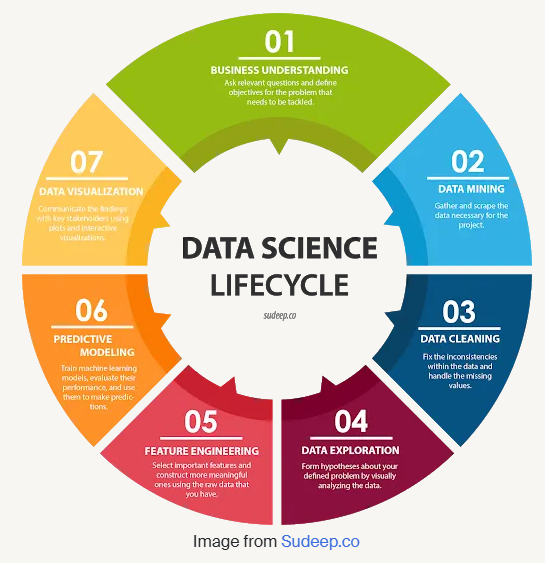 01
BUSINESS UNDERSTANDING
Ask relevant questions and define
objectives for the problem that
needs to be tackled.
02
DATA MINING
Gather and scrape the
data necessary for the
project.
03
DATA CLEANING
Fix the inconsistencies
within the data and
handle the missing
values.
04
DATA EXPLORATION
Form hypotheses about your
defined problem by visually
analyzing the data.
05
FEATURE ENGINEERING
Select important features and
construct more meaningful
ones using the raw data that
you have.
06
PREDICTIVE
MODELING
Train machine learning
models, evaluate their
performance, and use
them to make predic-
tions.
07
DATA VISUALIZATION
Communicate the findings
with key stakeholders using
plots and interactive
visualizations.
DATA SCIENCE
LIFECYCLE
sudeep.co
Image from Sudeep.co